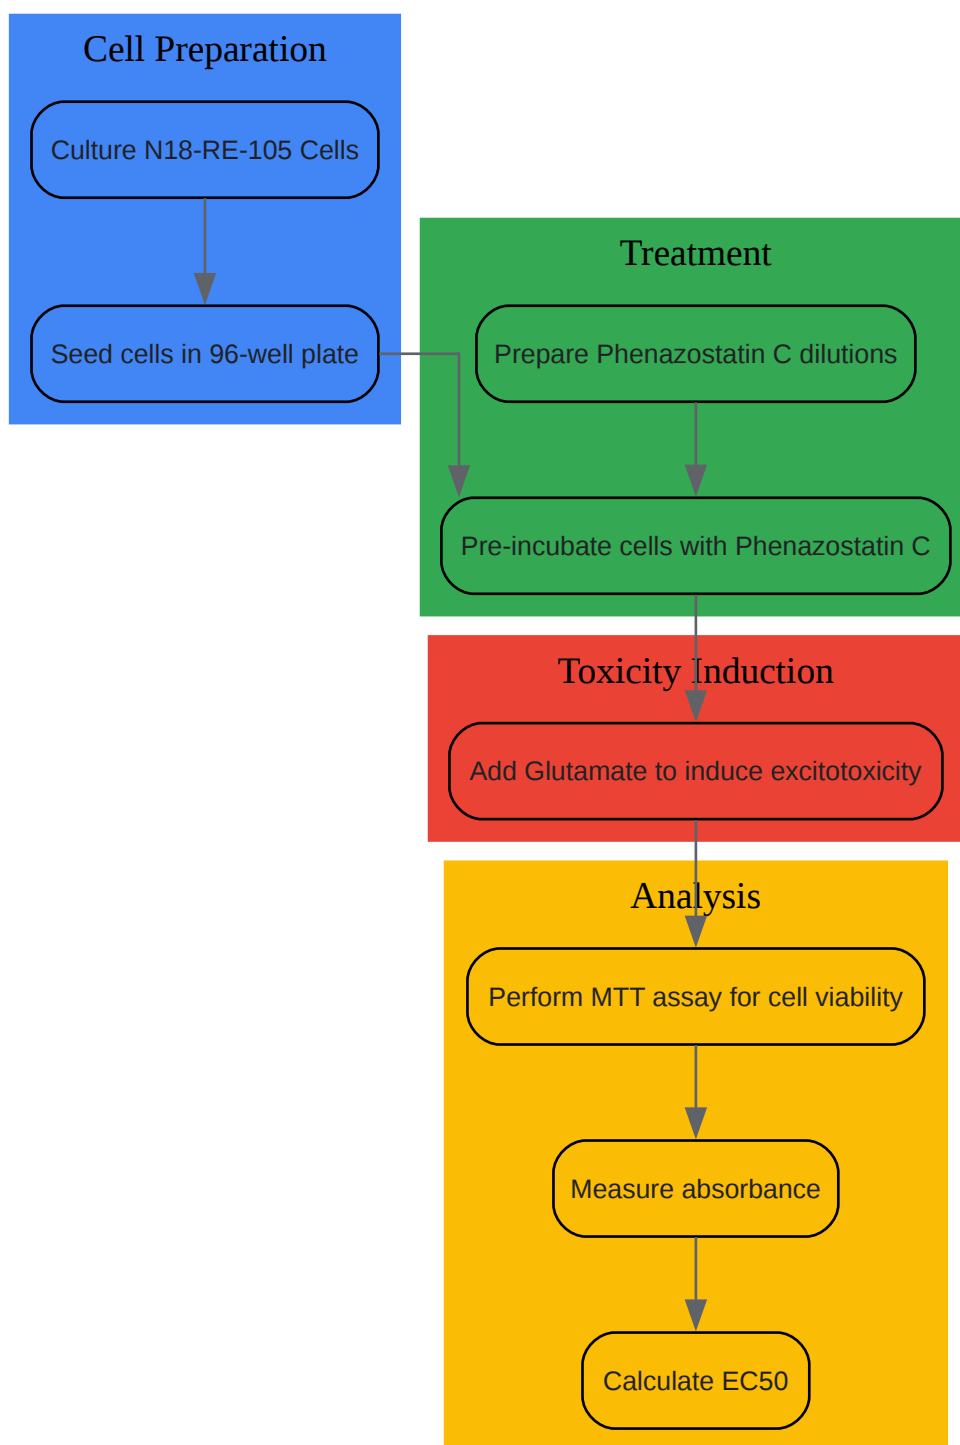 Cell Preparation
Culture N18-RE-105 Cells
Seed cells in 96-well plate
Treatment
Prepare Phenazostatin C dilutions
Pre-incubate cells with Phenazostatin C
Toxicity Induction
Add Glutamate to induce excitotoxicity
Analysis
Perform MTT assay for cell viability
Measure absorbance
Calculate EC50